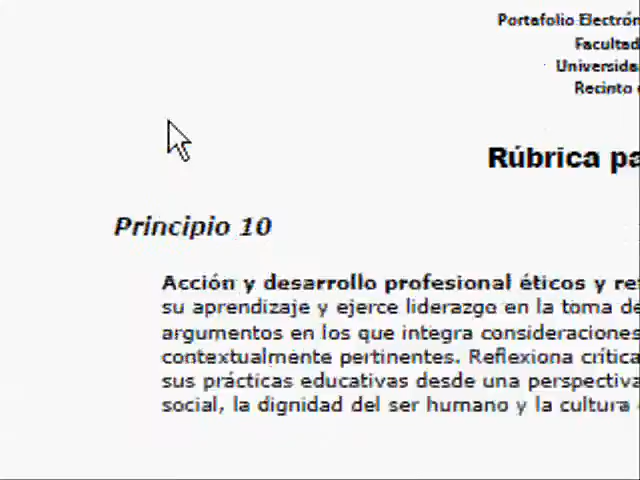 Portafolio Electrón
Facultad
Universida
Recinto
Rúbrica pa
Principio 10
Acción y desarrollo profesional éticos y ref
su aprendizaje y ejerce liderazgo en la toma de
argumentos en los que integra consideraciones
contextualmente pertinentes. Reflexiona crítica
sus prácticas educativas desde una perspectiva
social, la dignidad del ser humano y la cultura